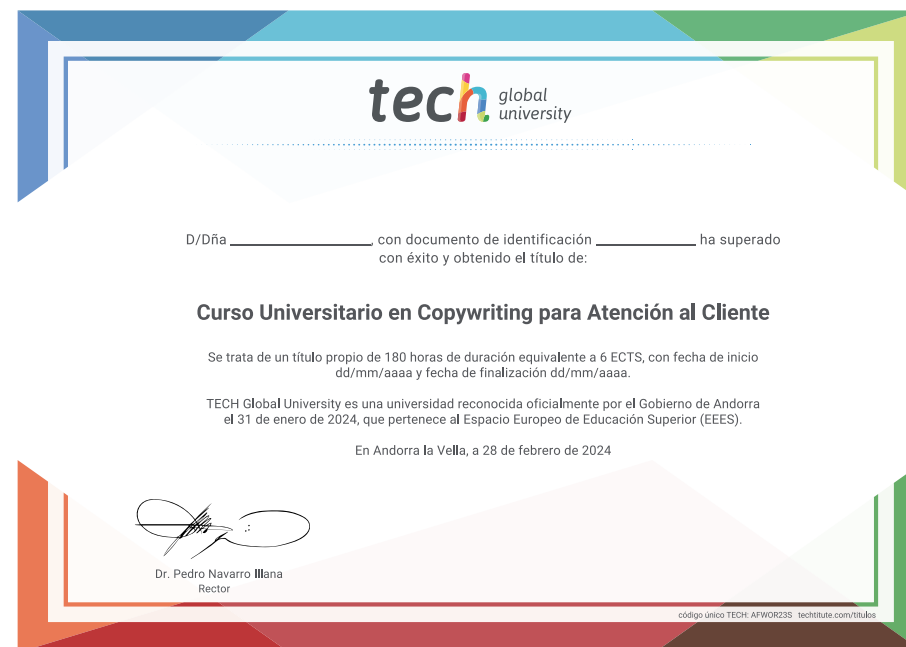 tech global
university
D/Dña ______________, con documento de identificación __________ ha superado
con éxito y obtenido el título de:
Curso Universitario en Copywriting para Atención al Cliente
Se trata de un título propio de 180 horas de duración equivalente a 6 ECTS, con fecha de inicio
dd/mm/aaaa y fecha de finalización dd/mm/aaaa.
TECH Global University es una universidad reconocida oficialmente por el Gobierno de Andorra
el 31 de enero de 2024, que pertenece al Espacio Europeo de Educación Superior (EEES).
En Andorra la Vella, a 28 de febrero de 2024
Dr. Pedro Navarro Illana
Rector
código único TECH: AFWOR23S techtitute.com/titulos